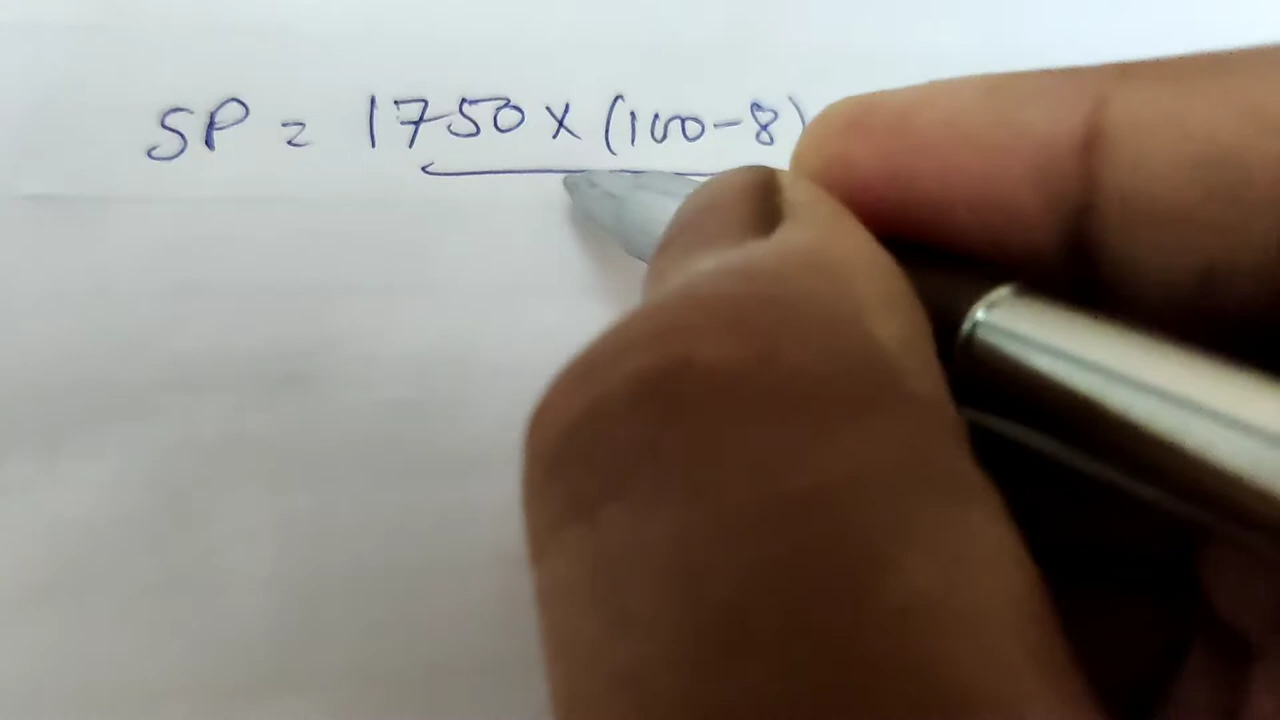 SP = 1750 x (100-8)